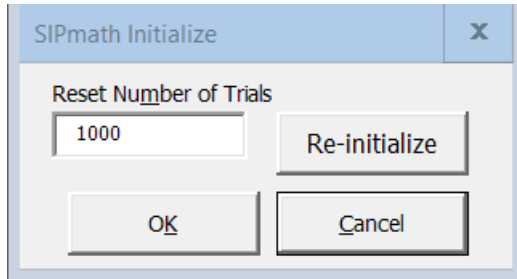 SIPmath Initialize
x
Reset Number of Trials
1000
Re-initialize
OK
Cancel